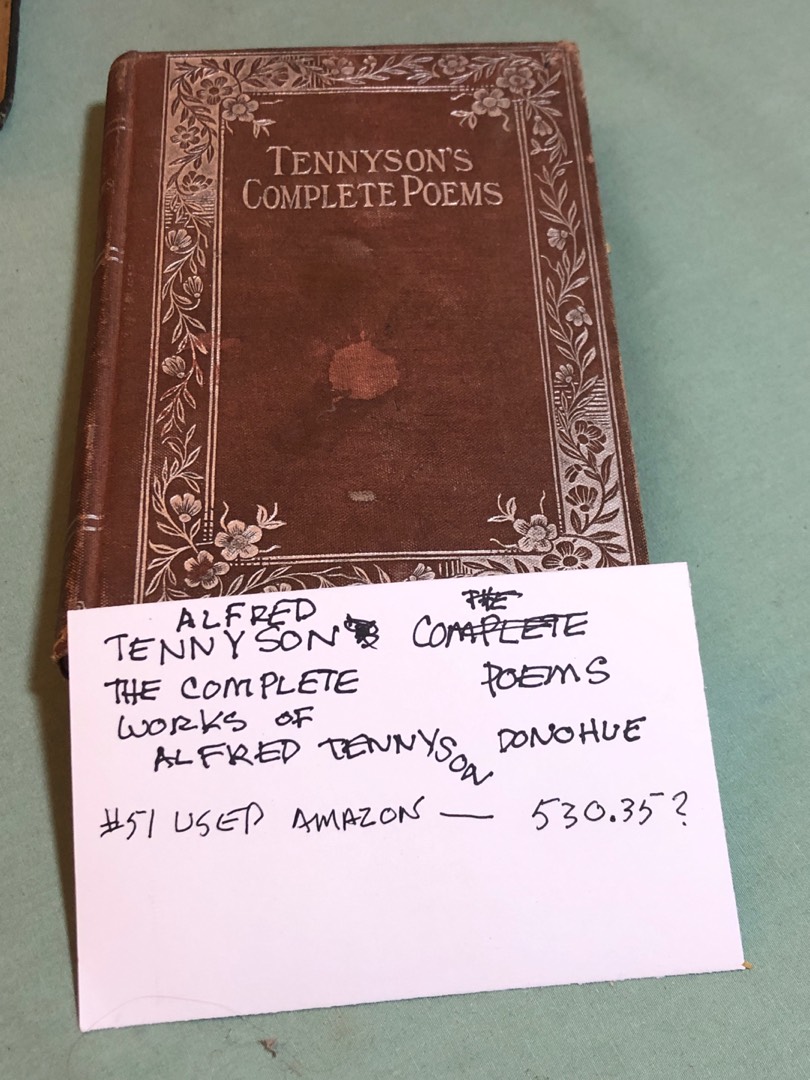 TENNYSON'S
COMPLETE POEMS
ALFRED THE
TENNYSON COMPLETE
THE COMPLETE POEMS
WORKS OF
ALFRED TENNYSON DONOHUE
#51 USED AMAZON — 530.35?